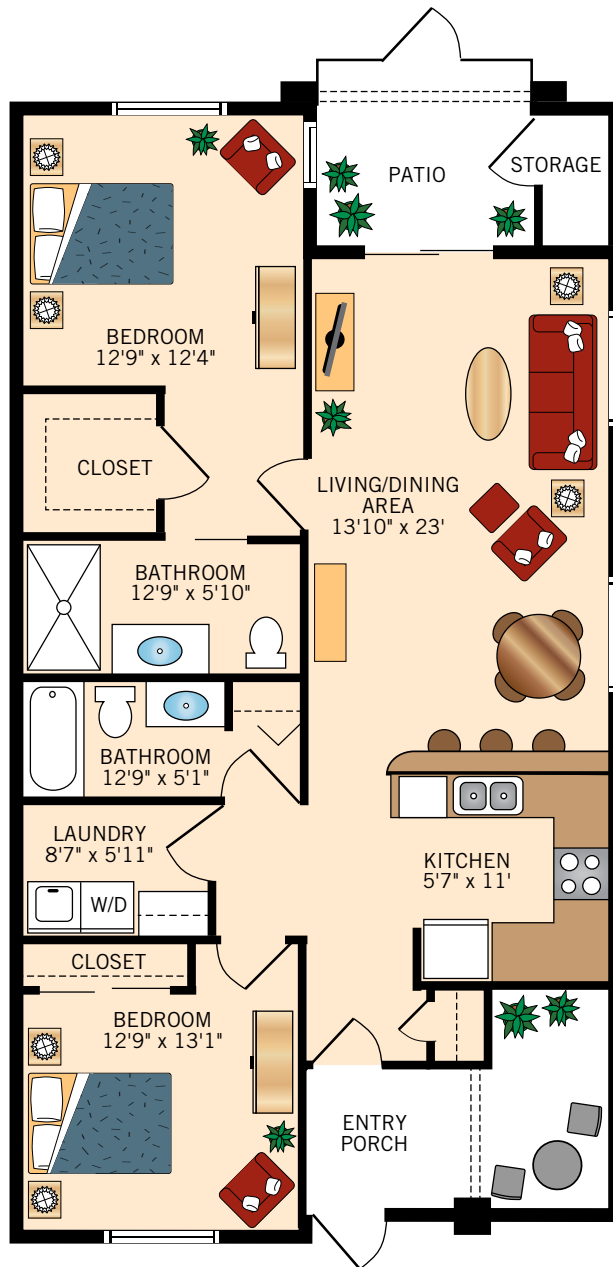 PATIO
STORAGE
BEDROOM
12'9" x 12'4"
CLOSET
LIVING/DINING
AREA
13'10" x 23'
BATHROOM
12'9" x 5'10"
BATHROOM
12'9" x 5'1"
LAUNDRY
8'7" x 5'11"
W/D
KITCHEN
5'7" x 11'
CLOSET
BEDROOM
12'9" x 13'1"
ENTRY
PORCH